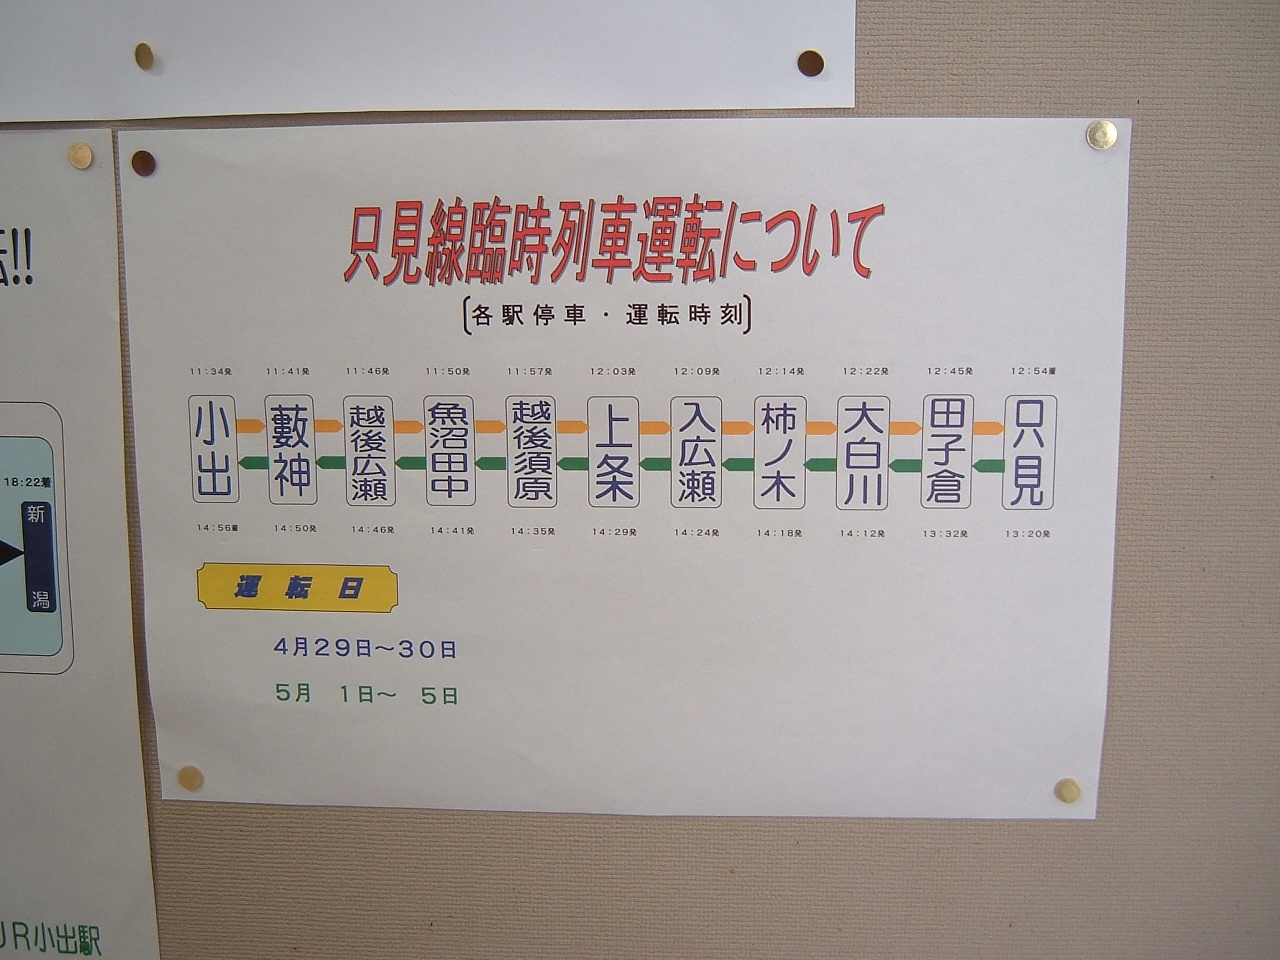 只見線臨時列車運転について
〔各駅停車・運転時刻〕
11:34発 11:41発 11:46発 11:50発 11:57発 12:03発 12:09発 12:14発 12:22発 12:45発 12:54着
小出 藪神 越後広瀬 魚沼田中 越後須原 上条 入広瀬 柿ノ木 大白川 田子倉 只見
14:56着 14:50発 14:46発 14:41発 14:35発 14:29発 14:24発 14:18発 14:12発 13:32発 13:20発
運転日
4月29日～30日
5月 1日～ 5日
!!
18:22着
新潟
JR小出駅